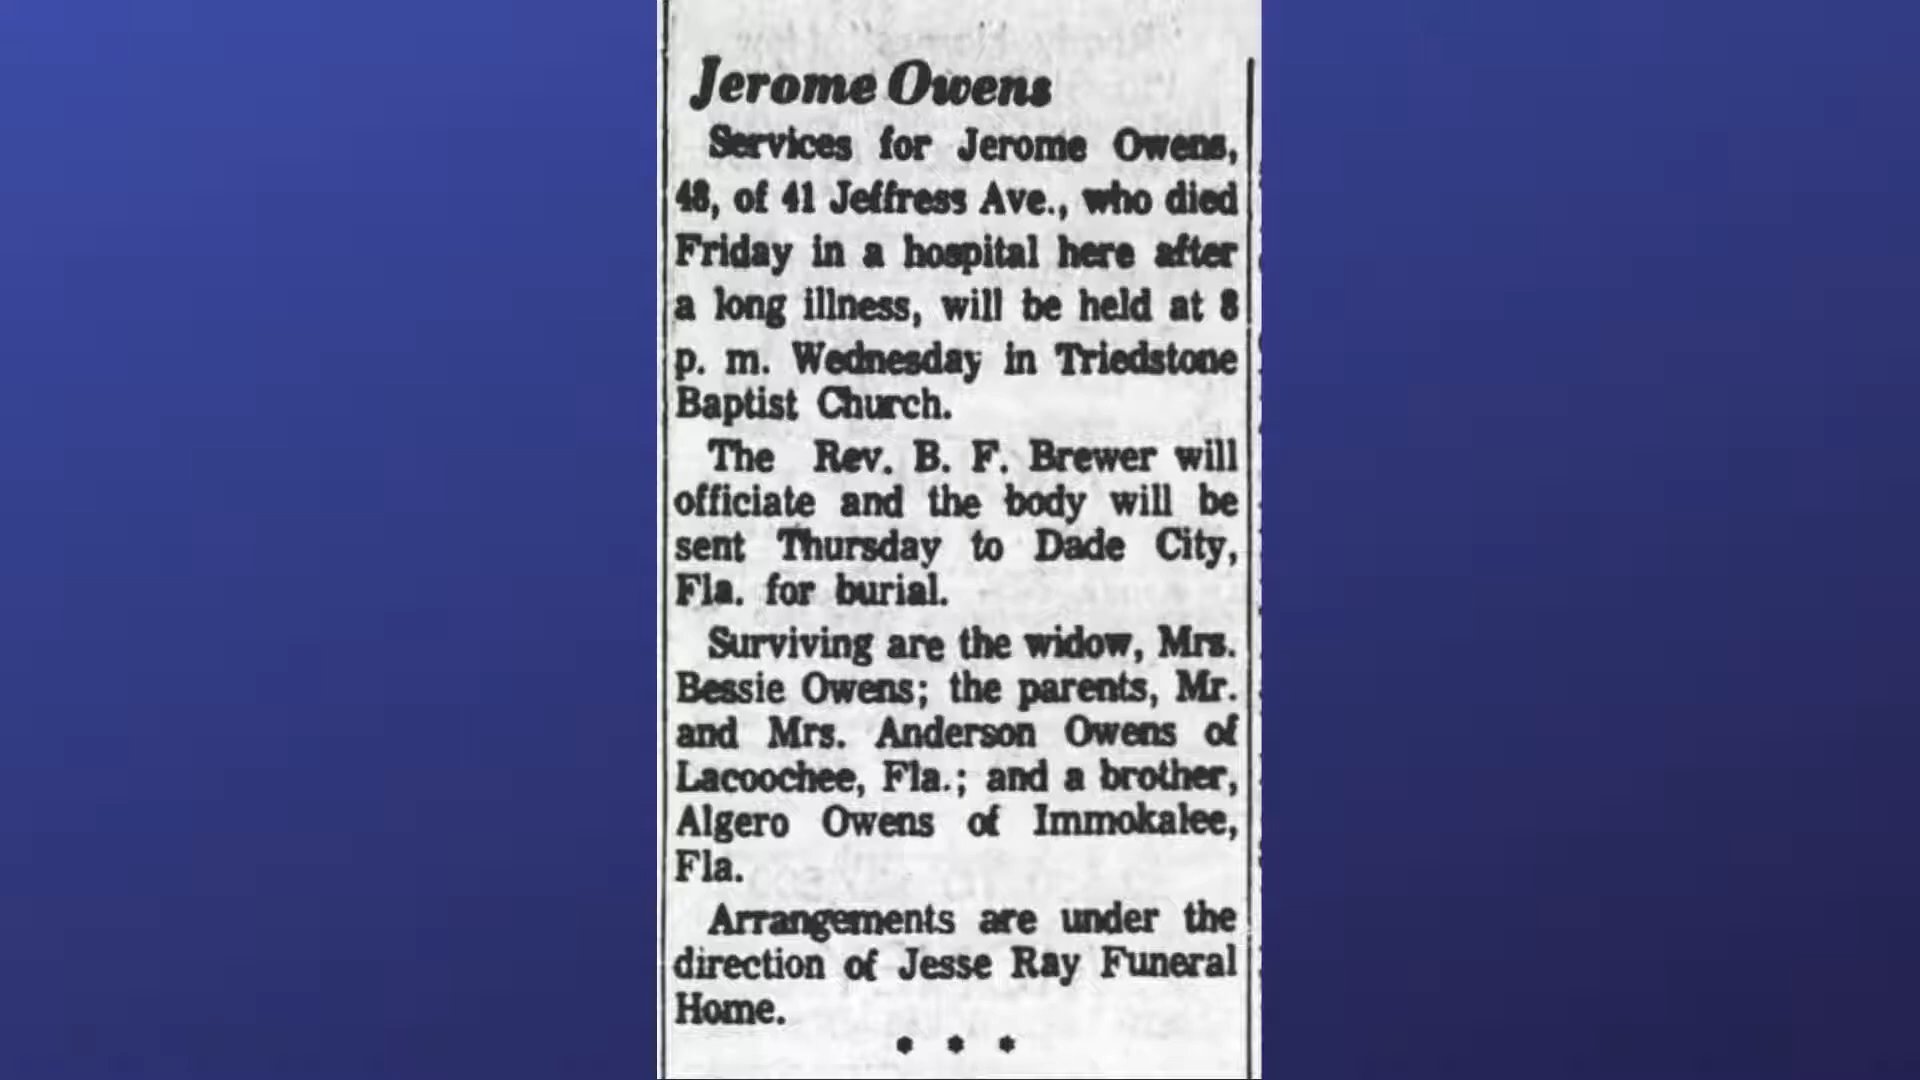 Jerome Owens
Services for Jerome Owens,
48, of 41 Jeffress Ave., who died
Friday in a hospital here after
a long illness, will be held at 8
p. m. Wednesday in Triedstone
Baptist Church.
The Rev. B. F. Brewer will
officiate and the body will be
sent Thursday to Dade City,
Fla. for burial.
Surviving are the widow, Mrs.
Bessie Owens; the parents, Mr.
and Mrs. Anderson Owens of
Lacoochee, Fla.; and a brother,
Algero Owens of Immokalee,
Fla.
Arrangements are under the
direction of Jesse Ray Funeral
Home.
* * *